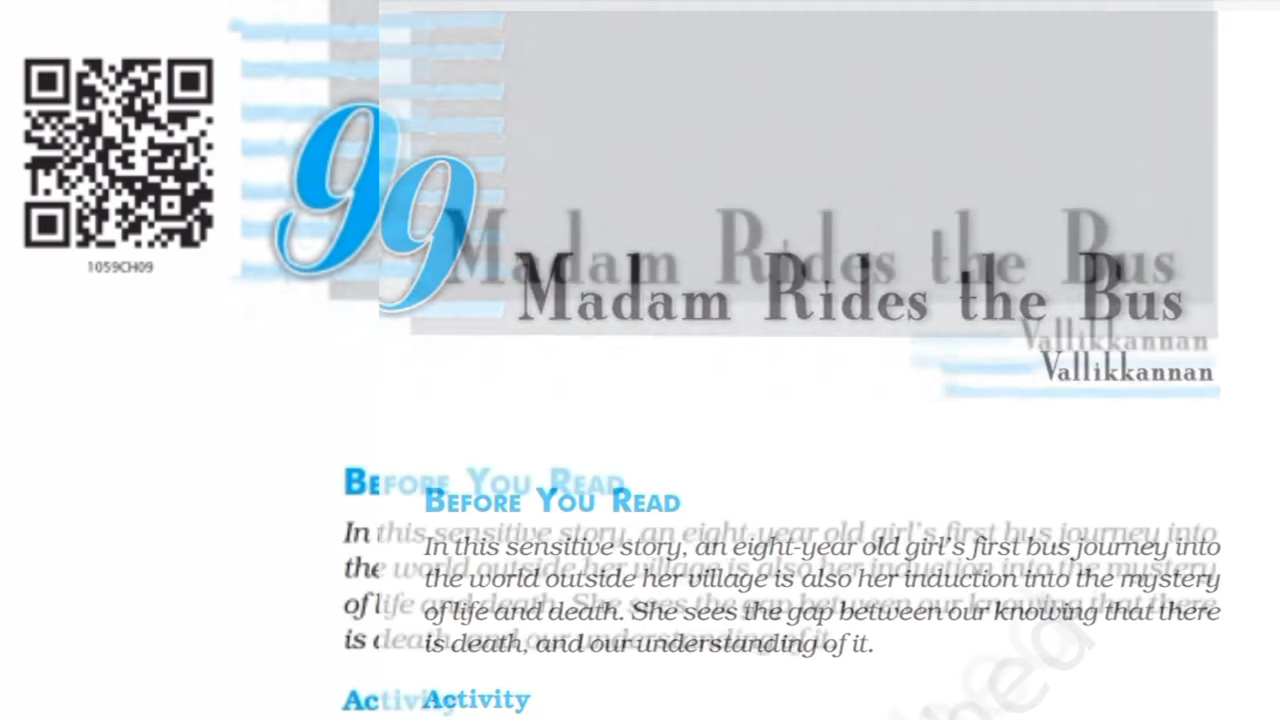 1059CH09
9
Madam Rides the Bus
Vallikkannan
BEFORE YOU READ
In this sensitive story, an eight-year old girl's first bus journey into
the world outside her village is also her induction into the mystery
of life and death. She sees the gap between our knowing that there
is death, and our understanding of it.
Activity